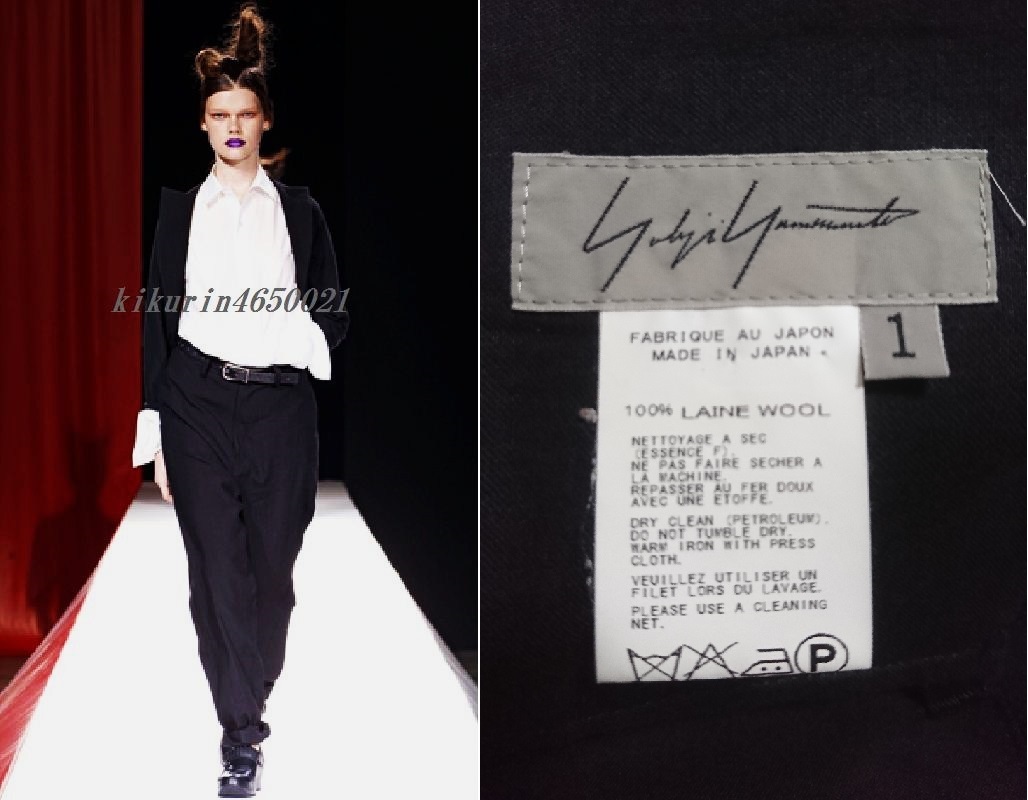 kikurin4650021
Yohji Yamamoto
1
FABRIQUE AU JAPON
MADE IN JAPAN
100% LAINE WOOL
NETTOYAGE A SEC
(ESSENCE F).
NE PAS FAIRE SECHER A
LA MACHINE.
REPASSER AU FER DOUX
AVEC UNE ETOFFE.
DRY CLEAN (PETROLEUM).
DO NOT TUMBLE DRY.
WARM IRON WITH PRESS
CLOTH.
VEUILLEZ UTILISER UN
FILET LORS DU LAVAGE.
PLEASE USE A CLEANING
NET.
P